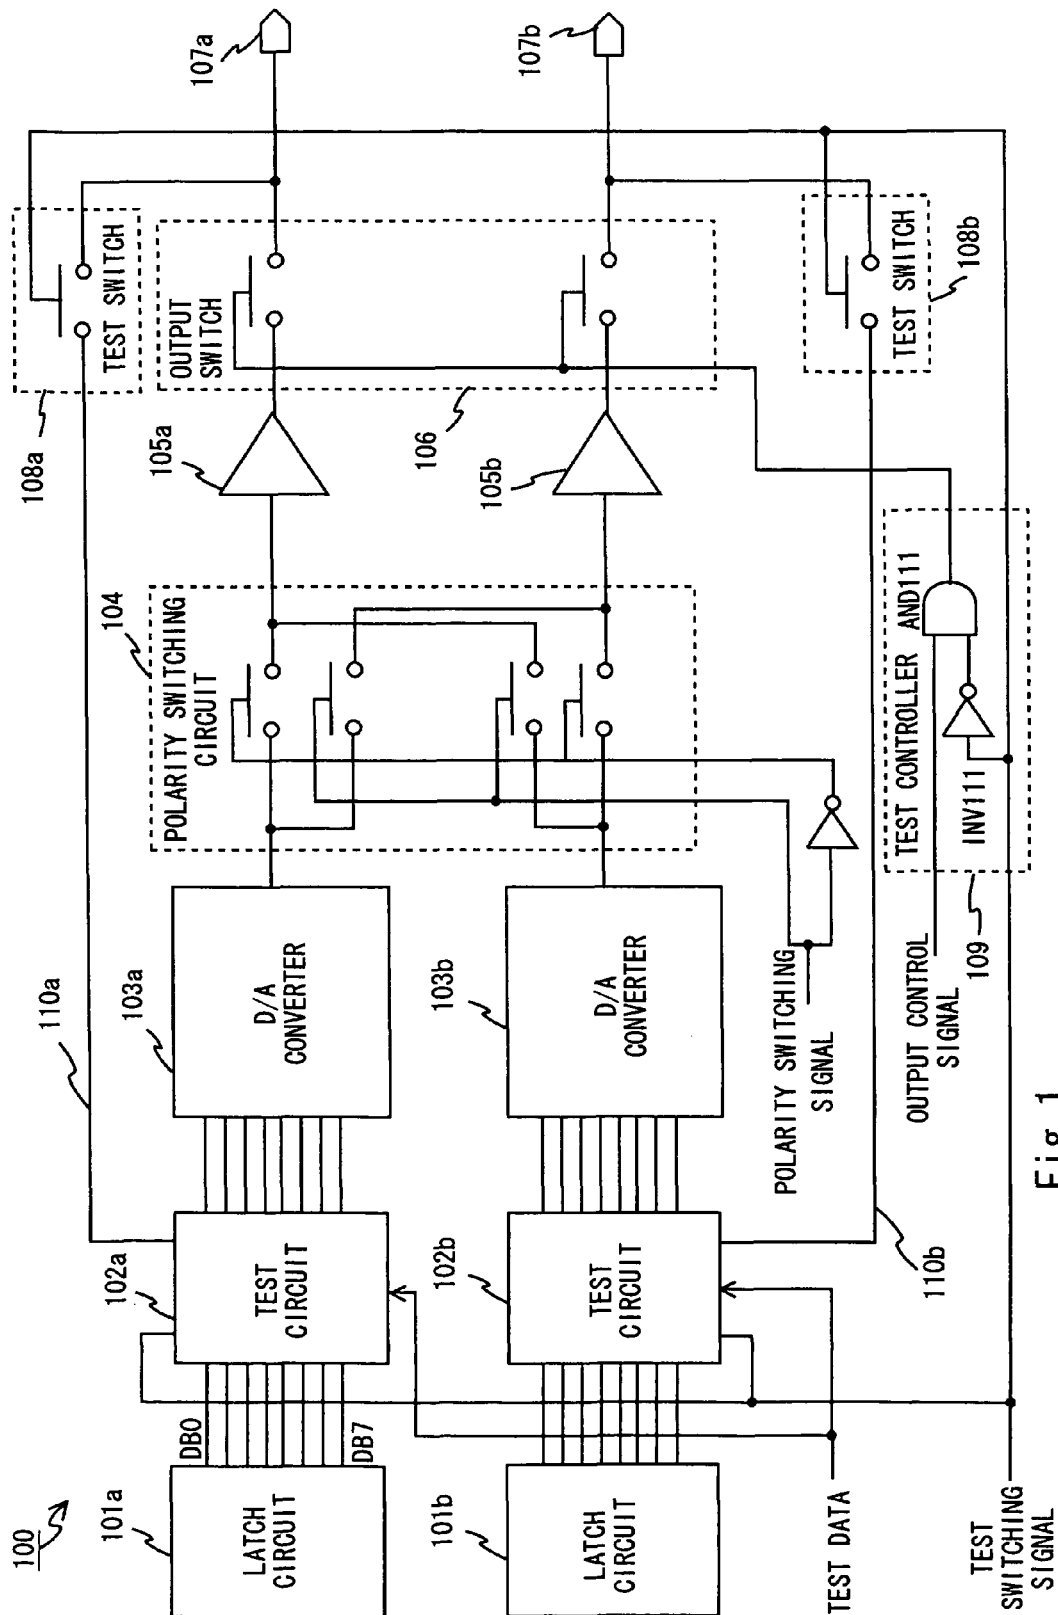 100
101a
LATCH
CIRCUIT
DB0
DB7
102a
TEST
CIRCUIT
110a
103a
D/A
CONVERTER
104
POLARITY SWITCHING
CIRCUIT
105a
108a
TEST SWITCH
OUTPUT
SWITCH
106
107a
101b
LATCH
CIRCUIT
102b
TEST
CIRCUIT
103b
D/A
CONVERTER
105b
107b
TEST SWITCH
108b
TEST DATA
POLARITY SWITCHING
SIGNAL
110b
OUTPUT CONTROL
SIGNAL
109
TEST CONTROLLER
INV111
AND111
TEST
SWITCHING
SIGNAL
Fig. 1